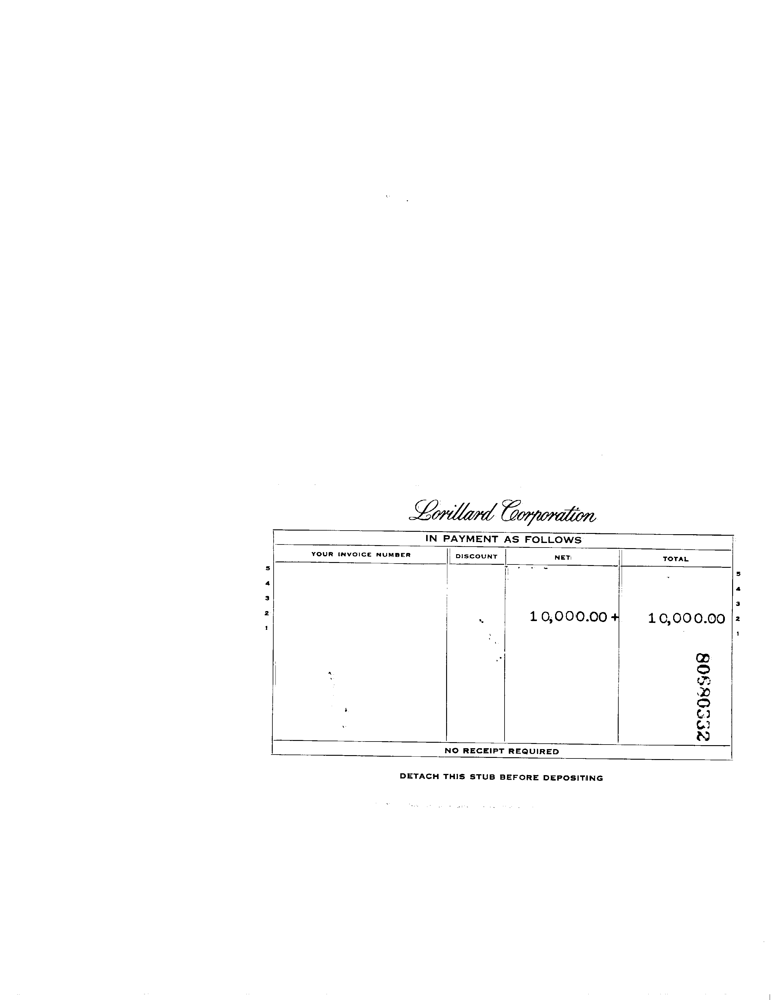 Lorillard Corporation
IN PAYMENT AS FOLLOWS
YOUR INVOICE NUMBER DISCOUNT NET TOTAL
5 5
4 4
3 3
2 10,000.00+ 10,000.00 2
1 1
80680332
NO RECEIPT REQUIRED
DETACH THIS STUB BEFORE DEPOSITING